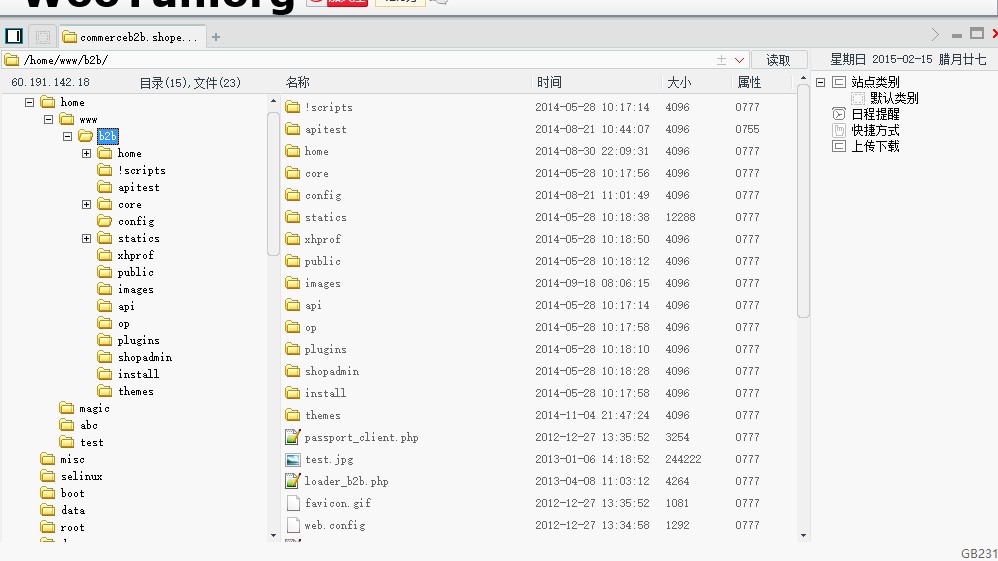 WooYun.org
commerceb2b.shope...
/home/www/b2b/ 读取 星期日 2015-02-15 腊月廿七
60.191.142.18 目录(15),文件(23) 名称 时间 大小 属性
home
www
b2b
home
!scripts
apitest
core
config
statics
xhprof
public
images
api
op
plugins
shopadmin
install
themes
magic
abc
test
misc
selinux
boot
data
root
!scripts 2014-05-28 10:17:14 4096 0777
apitest 2014-08-21 10:44:07 4096 0755
home 2014-08-30 22:09:31 4096 0777
core 2014-05-28 10:17:56 4096 0777
config 2014-08-21 11:01:49 4096 0777
statics 2014-05-28 10:18:38 12288 0777
xhprof 2014-05-28 10:18:50 4096 0777
public 2014-05-28 10:18:12 4096 0777
images 2014-09-18 08:06:15 4096 0777
api 2014-05-28 10:17:14 4096 0777
op 2014-05-28 10:17:58 4096 0777
plugins 2014-05-28 10:18:10 4096 0777
shopadmin 2014-05-28 10:18:28 4096 0777
install 2014-05-28 10:17:58 4096 0777
themes 2014-11-04 21:47:24 4096 0777
passport_client.php 2012-12-27 13:35:52 3254 0777
test.jpg 2013-01-06 14:18:52 244222 0777
loader_b2b.php 2013-04-08 11:03:12 4264 0777
favicon.gif 2012-12-27 13:35:52 1081 0777
web.config 2012-12-27 13:34:58 1292 0777
站点类别
默认类别
日程提醒
快捷方式
上传下载
GB231